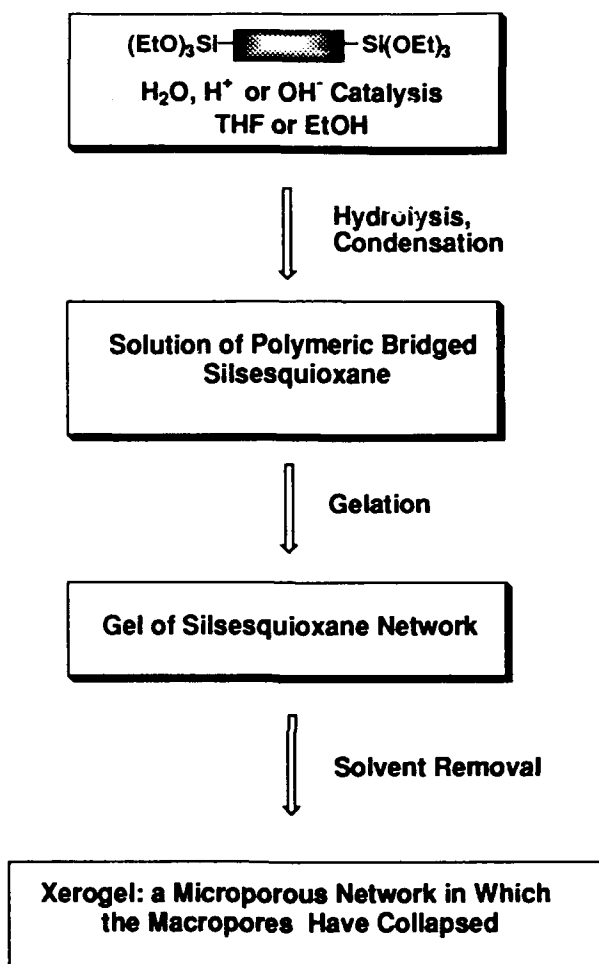 (EtO)₃Si Si(OEt)₃
H₂O, H⁺ or OH⁻ Catalysis
THF or EtOH
Hydrolysis,
Condensation
Solution of Polymeric Bridged
Silsesquioxane
Gelation
Gel of Silsesquioxane Network
Solvent Removal
Xerogel: a Microporous Network in Which
the Macropores Have Collapsed